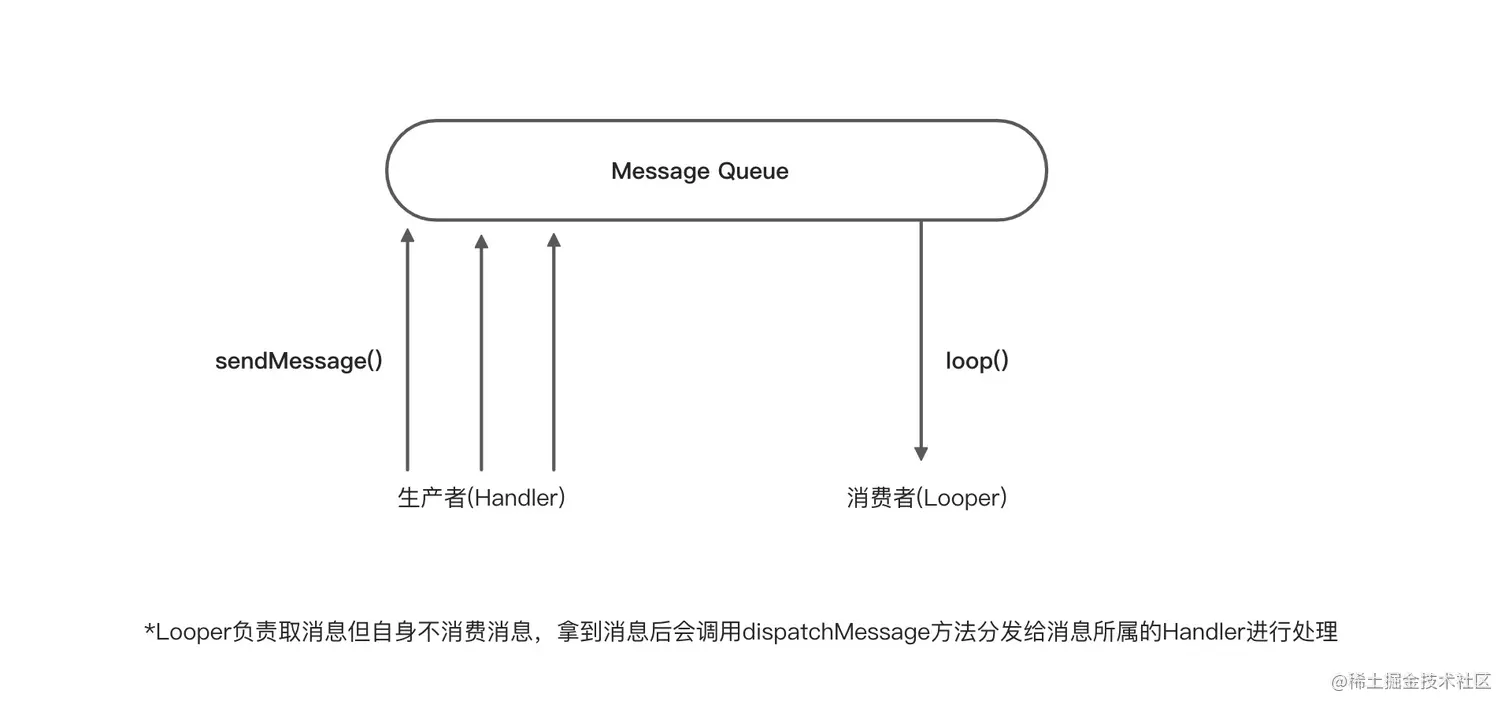 Message Queue
sendMessage()
loop()
生产者(Handler)
消费者(Looper)
*Looper负责取消息但自身不消费消息，拿到消息后会调用dispatchMessage方法分发给消息所属的Handler进行处理
@稀土掘金技术社区